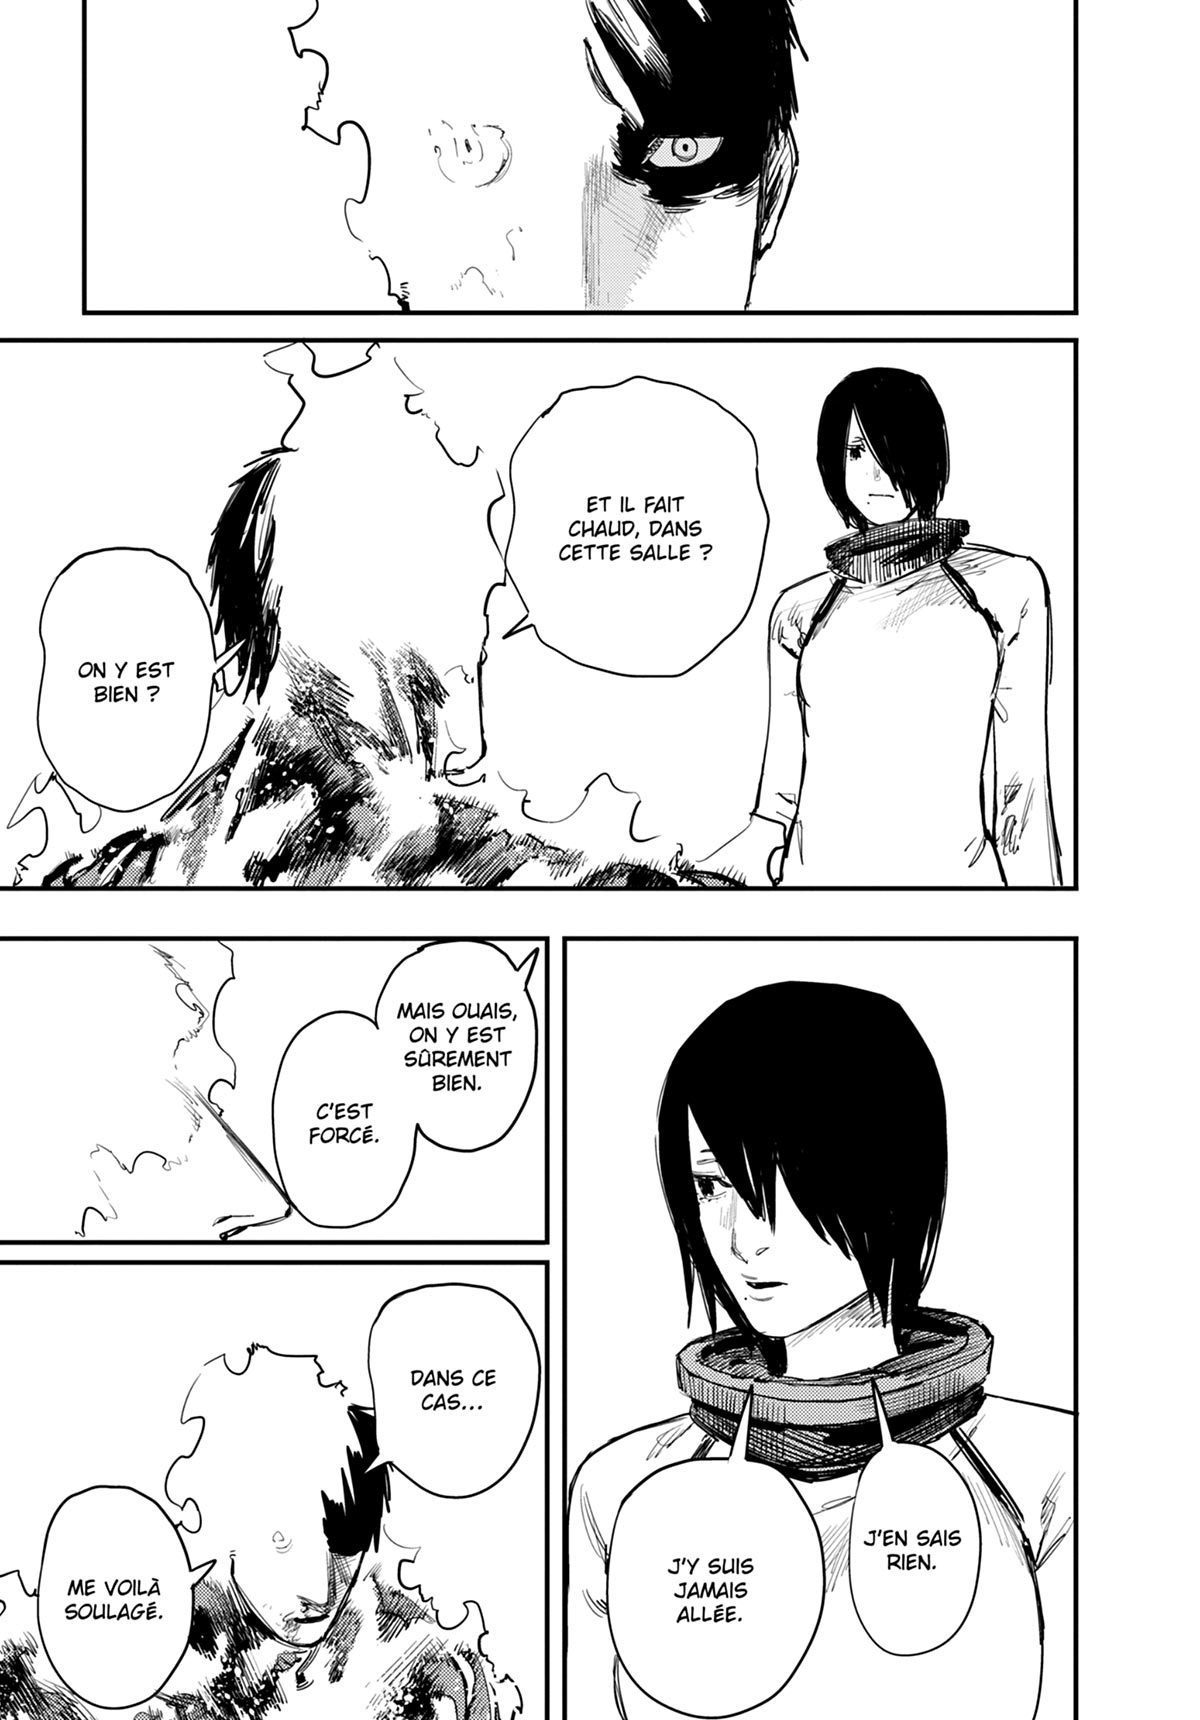 ET IL FAIT
CHAUD, DANS
CETTE SALLE ?
ON Y EST
BIEN ?
J'EN SAIS
RIEN.
J'Y SUIS
JAMAIS
ALLÉE.
MAIS OUAIS,
ON Y EST
SÛREMENT
BIEN.
C'EST
FORCÉ.
DANS CE
CAS...
ME VOILÀ
SOULAGÉ.